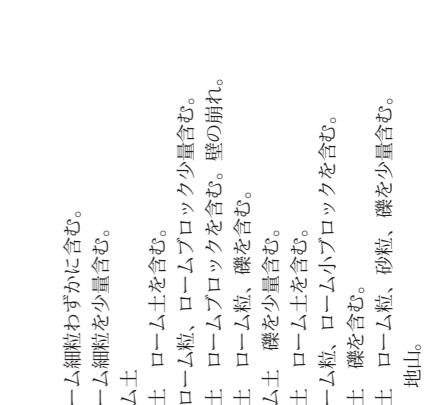 ーム細粒わずかに含む。
ーム細粒を少量含む。
ム土
土　ローム土を含む。
ローム粒、ロームブロック少量含む。
土　ロームブロックを含む。壁の崩れ。
土　ローム粒、礫を含む。
ム土　礫を少量含む。
土　ローム土を含む。
ーム粒、ローム小ブロックを含む。
土　礫を含む。
土　ローム粒、砂粒、礫を少量含む。
地山。